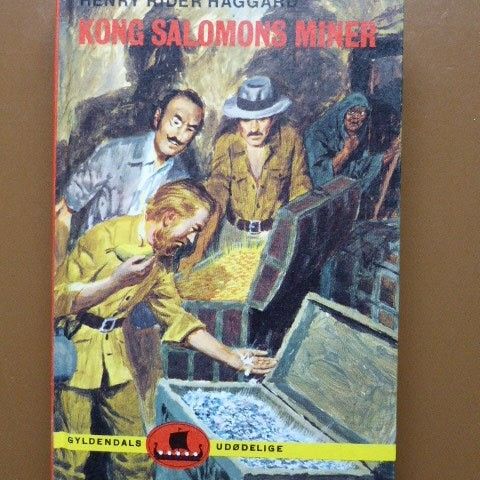 HENRY RIDER HAGGARD
KONG SALOMONS MINER
GYLDENDALS UDØDELIGE